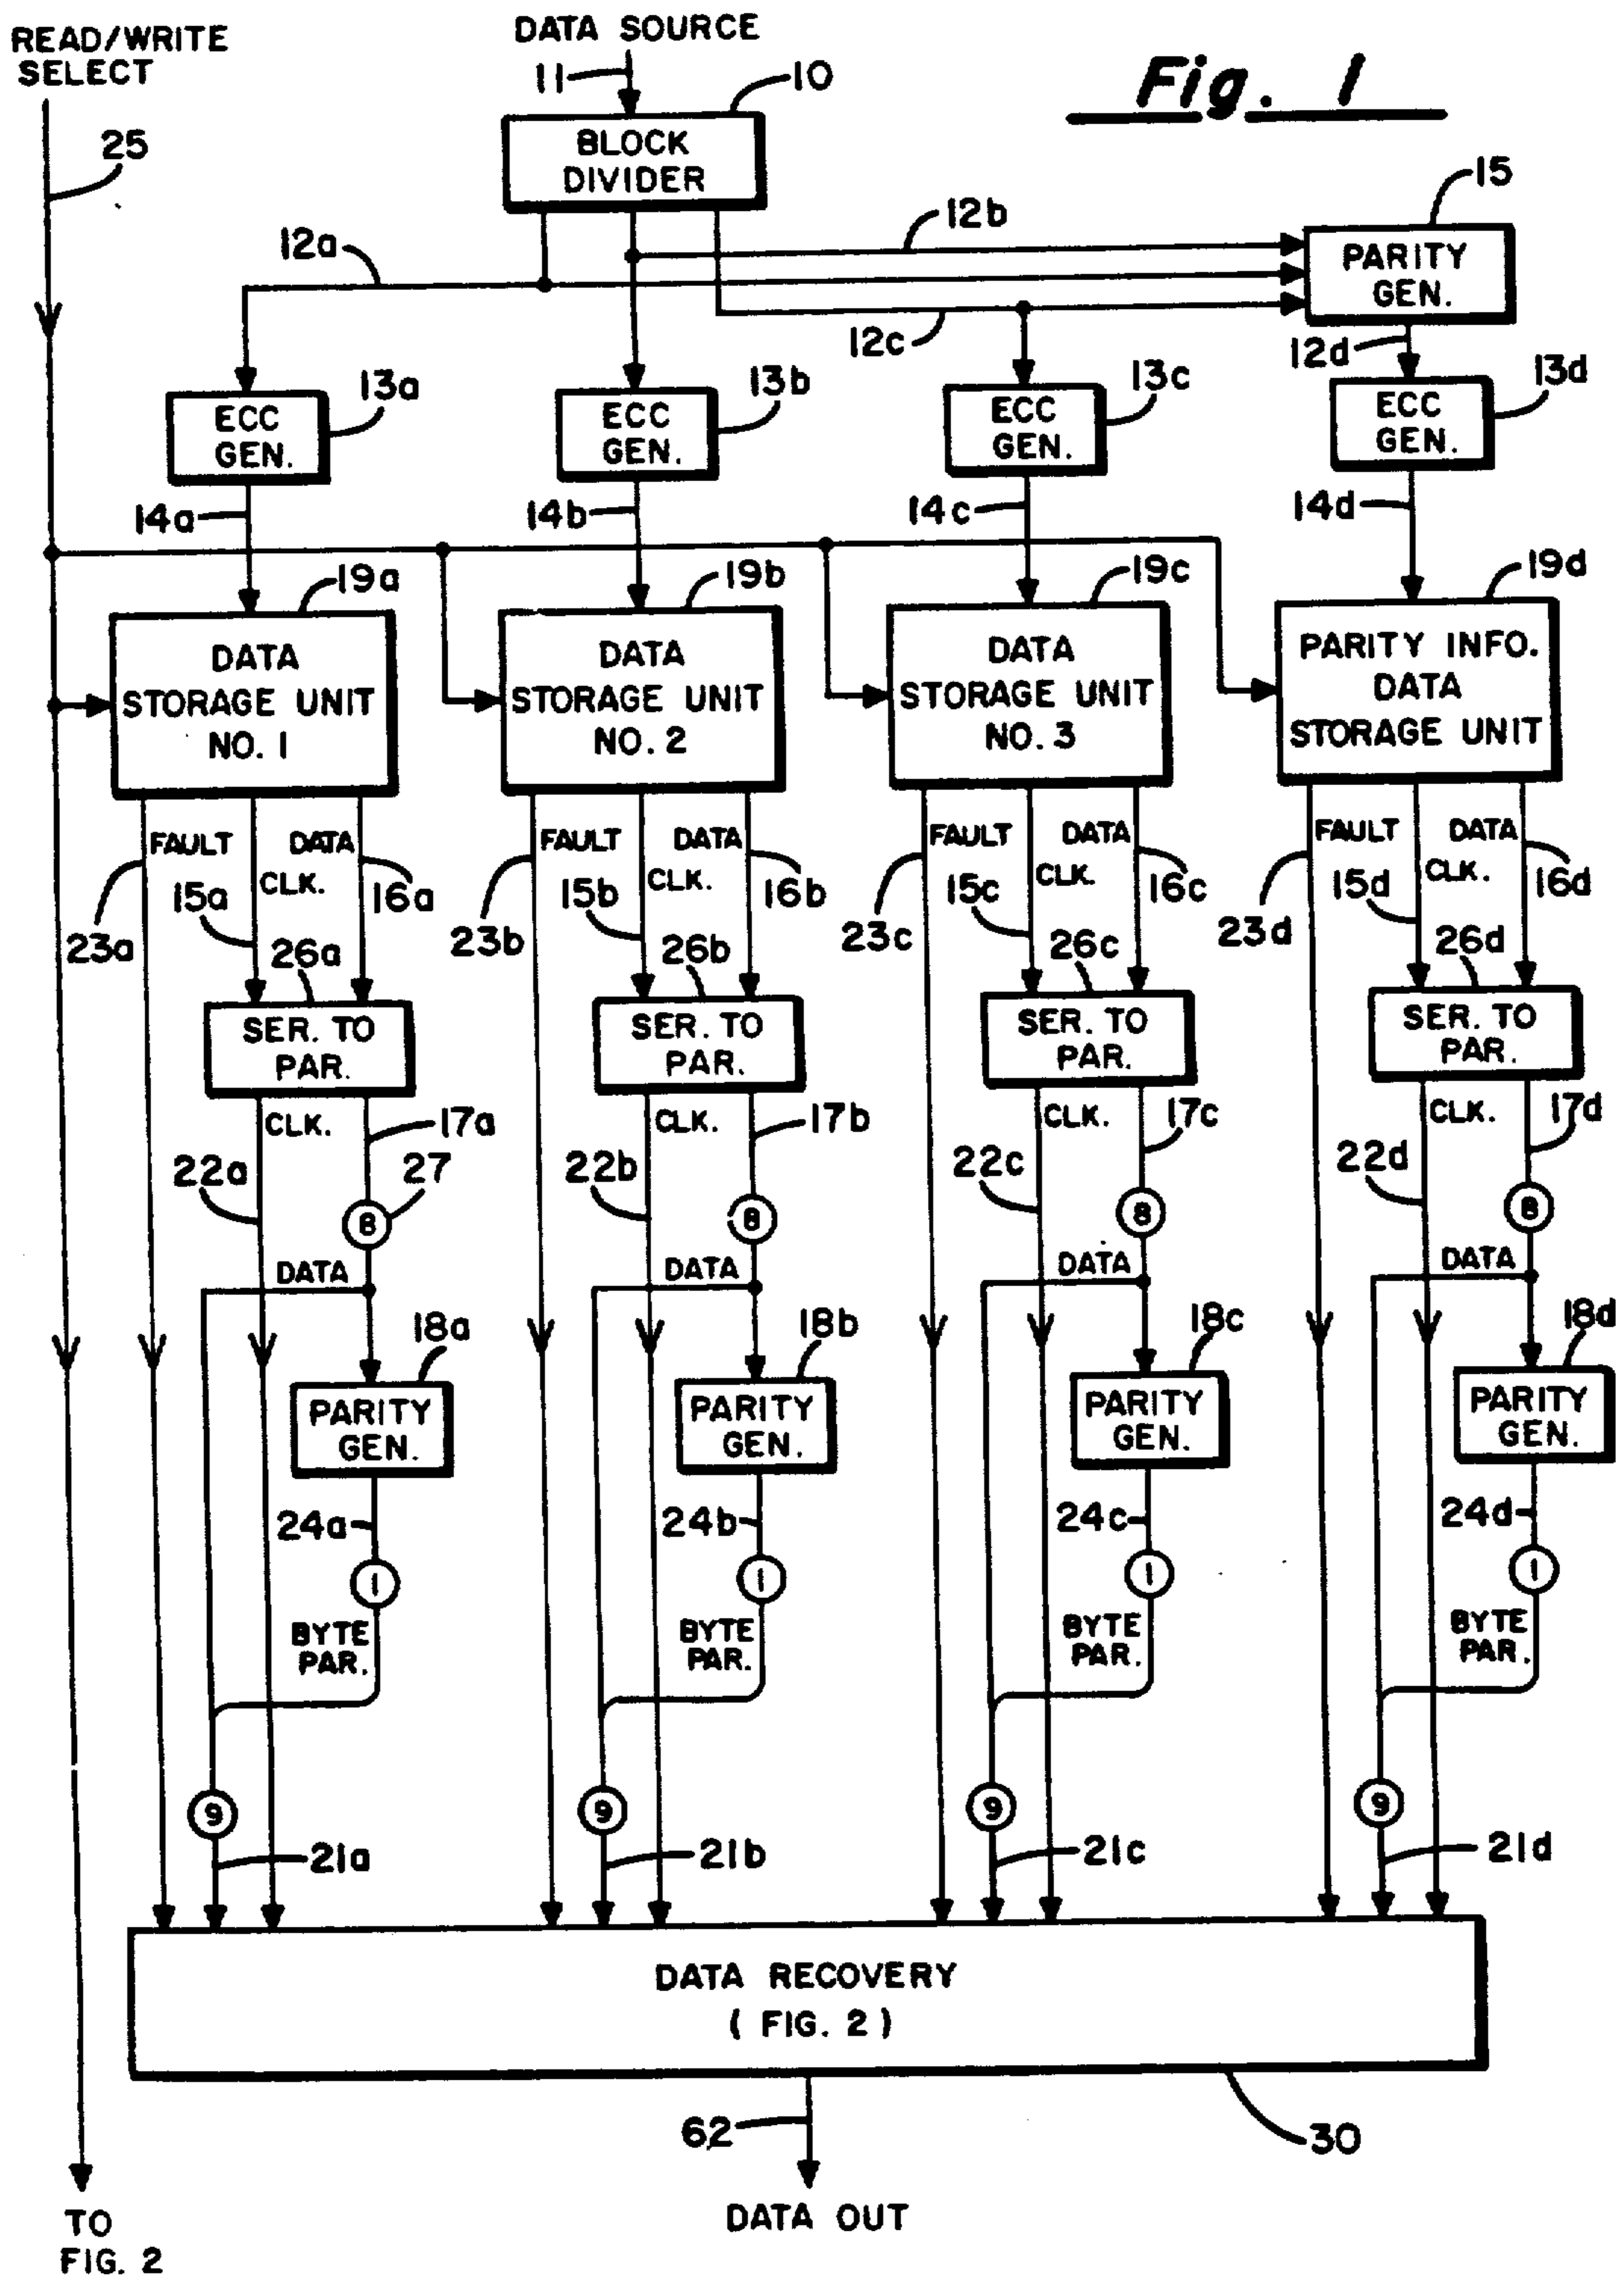 READ/WRITE
SELECT
DATA SOURCE
11
10
Fig. 1
25
BLOCK
DIVIDER
15
12a
12b
PARITY
GEN.
12c
12d
13a
13b
13c
13d
ECC
GEN.
ECC
GEN.
ECC
GEN.
ECC
GEN.
14a
14b
14c
14d
19a
19b
19c
19d
DATA
STORAGE UNIT
NO. 1
DATA
STORAGE UNIT
NO. 2
DATA
STORAGE UNIT
NO. 3
PARITY INFO.
DATA
STORAGE UNIT
FAULT
DATA
CLK.
FAULT
DATA
CLK.
FAULT
DATA
CLK.
FAULT
DATA
CLK.
23a
15a
16a
23b
15b
16b
23c
15c
16c
23d
15d
16d
26a
26b
26c
26d
SER. TO
PAR.
SER. TO
PAR.
SER. TO
PAR.
SER. TO
PAR.
CLK.
17a
CLK.
17b
CLK.
17c
CLK.
17d
22a
27
22b
22c
22d
8
8
8
8
DATA
DATA
DATA
DATA
18a
18b
18c
18d
PARITY
GEN.
PARITY
GEN.
PARITY
GEN.
PARITY
GEN.
24a
24b
24c
24d
1
1
1
1
BYTE
PAR.
BYTE
PAR.
BYTE
PAR.
BYTE
PAR.
9
9
9
9
21a
21b
21c
21d
DATA RECOVERY
( FIG. 2 )
62
30
DATA OUT
TO
FIG. 2